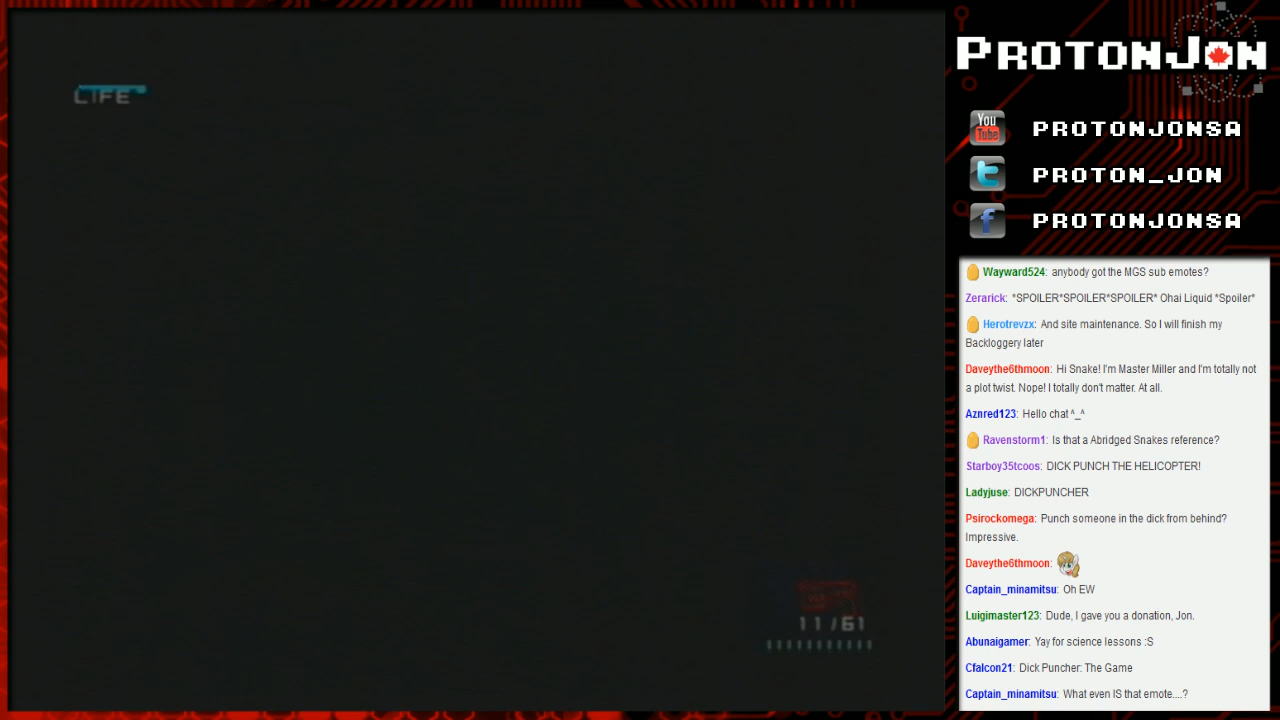 LIFE
11/61
PROTONJON
You
Tube
PROTONJONSA
PROTON_JON
PROTONJONSA
Wayward524: anybody got the MGS sub emotes?
Zerarick: *SPOILER*SPOILER*SPOILER* Ohai Liquid *Spoiler*
Herotrevzx: And site maintenance. So I will finish my
Backloggery later
Daveythe6thmoon: Hi Snake! I'm Master Miller and I'm totally not
a plot twist. Nope! I totally don't matter. At all.
Aznred123: Hello chat ^_^
Ravenstorm1: Is that a Abridged Snakes reference?
Starboy35tcoos: DICK PUNCH THE HELICOPTER!
Ladyjuse: DICKPUNCHER
Psirockomega: Punch someone in the dick from behind?
Impressive.
Daveythe6thmoon:
Captain_minamitsu: Oh EW
Luigimaster123: Dude, I gave you a donation, Jon.
Abunaigamer: Yay for science lessons :S
Cfalcon21: Dick Puncher: The Game
Captain_minamitsu: What even IS that emote....?